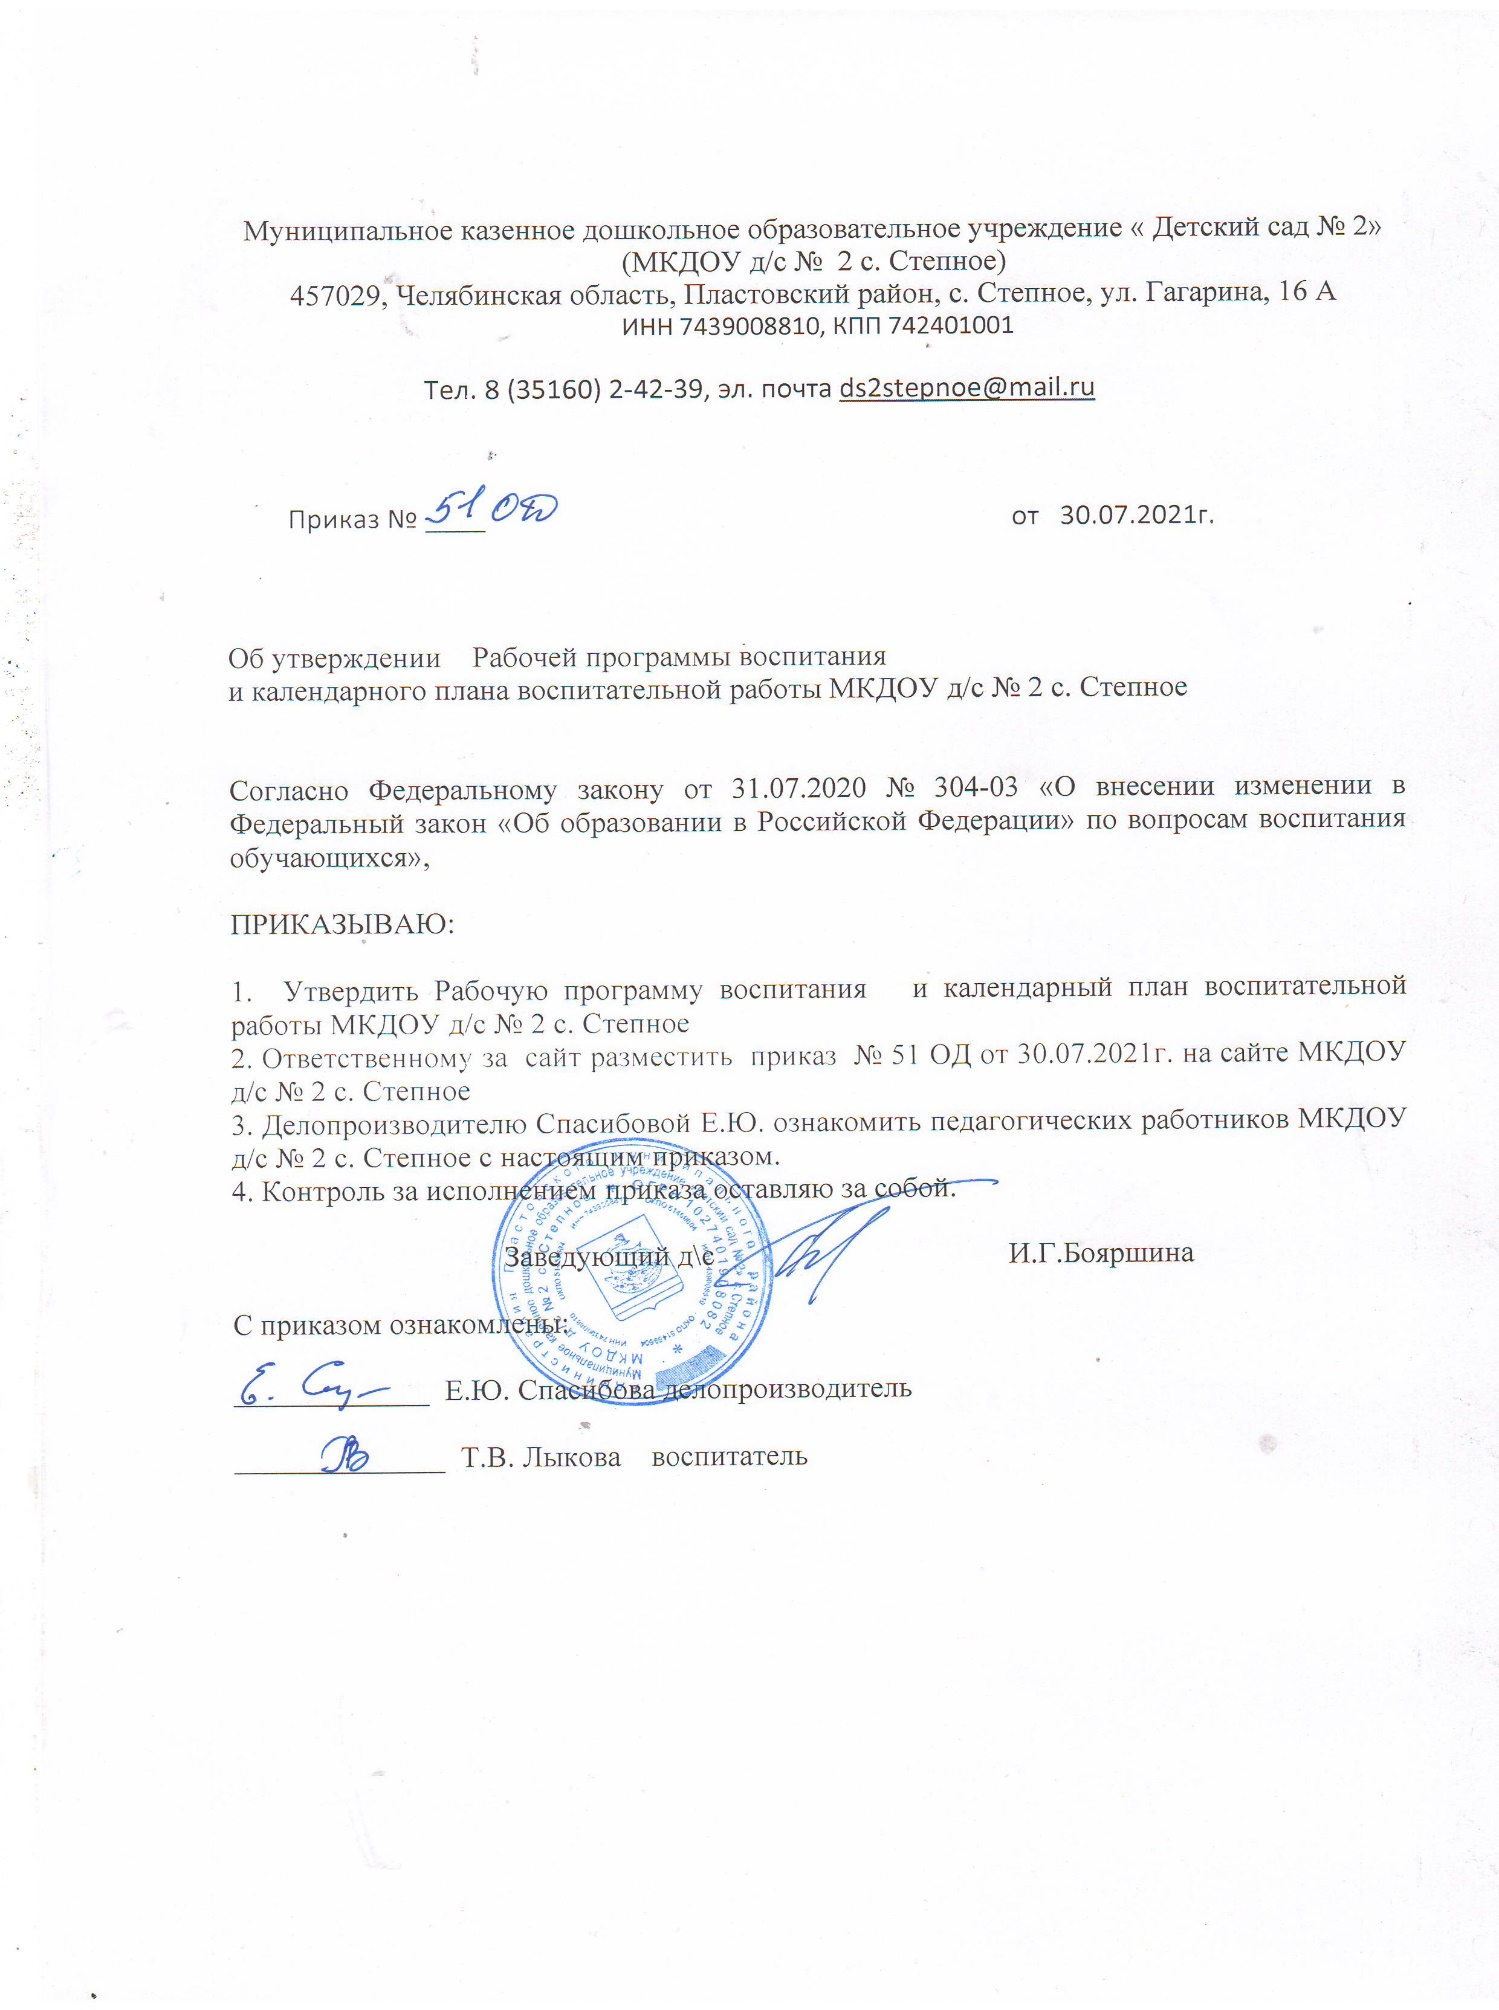 Муниципальное казенное дошкольное образовательное учреждение « Детский сад № 2»
(МКДОУ д/с № 2 с. Степное)
457029, Челябинская область, Пластовский район, с. Степное, ул. Гагарина, 16 А
ИНН 7439008810, КПП 742401001
Тел. 8 (35160) 2-42-39, эл. почта ds2stepnoe@mail.ru
Приказ № 51 ОД от 30.07.2021г.
Об утверждении Рабочей программы воспитания
и календарного плана воспитательной работы МКДОУ д/с № 2 с. Степное
Согласно Федеральному закону от 31.07.2020 № 304-03 «О внесении изменении в
Федеральный закон «Об образовании в Российской Федерации» по вопросам воспитания
обучающихся»,
ПРИКАЗЫВАЮ:
1. Утвердить Рабочую программу воспитания и календарный план воспитательной
работы МКДОУ д/с № 2 с. Степное
2. Ответственному за сайт разместить приказ № 51 ОД от 30.07.2021г. на сайте МКДОУ
д/с № 2 с. Степное
3. Делопроизводителю Спасибовой Е.Ю. ознакомить педагогических работников МКДОУ
д/с № 2 с. Степное с настоящим приказом.
4. Контроль за исполнением приказа оставляю за собой.
Заведующий д\с И.Г.Бояршина
С приказом ознакомлены:
Е.Ю. Спасибова делопроизводитель
Т.В. Лыкова воспитатель